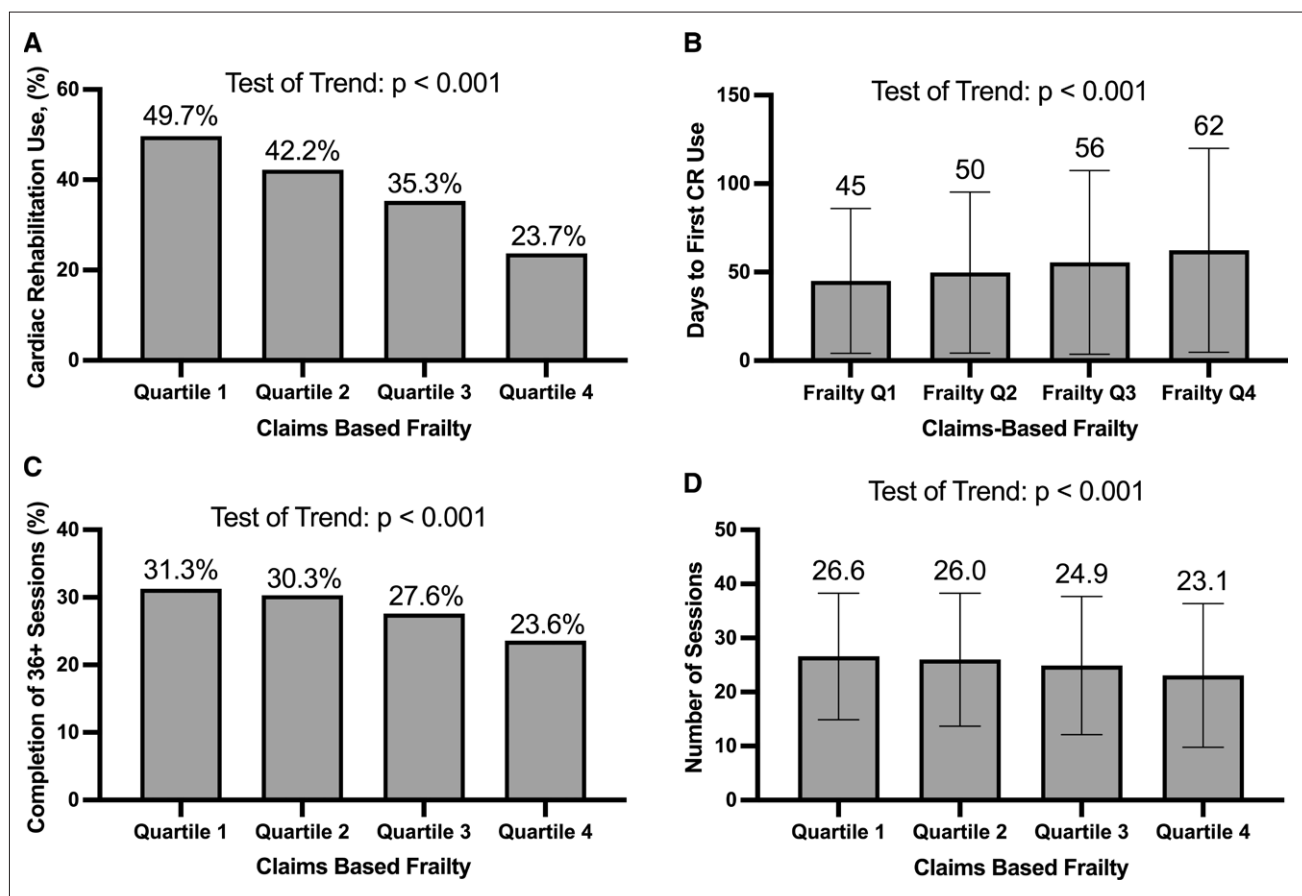 A
Test of Trend: p < 0.001
Cardiac Rehabilitation Use, (%)
60
40
20
0
49.7%
42.2%
35.3%
23.7%
Quartile 1 Quartile 2 Quartile 3 Quartile 4
Claims Based Frailty
B
Test of Trend: p < 0.001
Days to First CR Use
150
100
50
0
45
50
56
62
Frailty Q1 Frailty Q2 Frailty Q3 Frailty Q4
Claims-Based Frailty
C
Test of Trend: p < 0.001
Completion of 36+ Sessions (%)
40
30
20
10
0
31.3%
30.3%
27.6%
23.6%
Quartile 1 Quartile 2 Quartile 3 Quartile 4
Claims Based Frailty
D
Test of Trend: p < 0.001
Number of Sessions
50
40
30
20
10
0
26.6
26.0
24.9
23.1
Quartile 1 Quartile 2 Quartile 3 Quartile 4
Claims Based Frailty